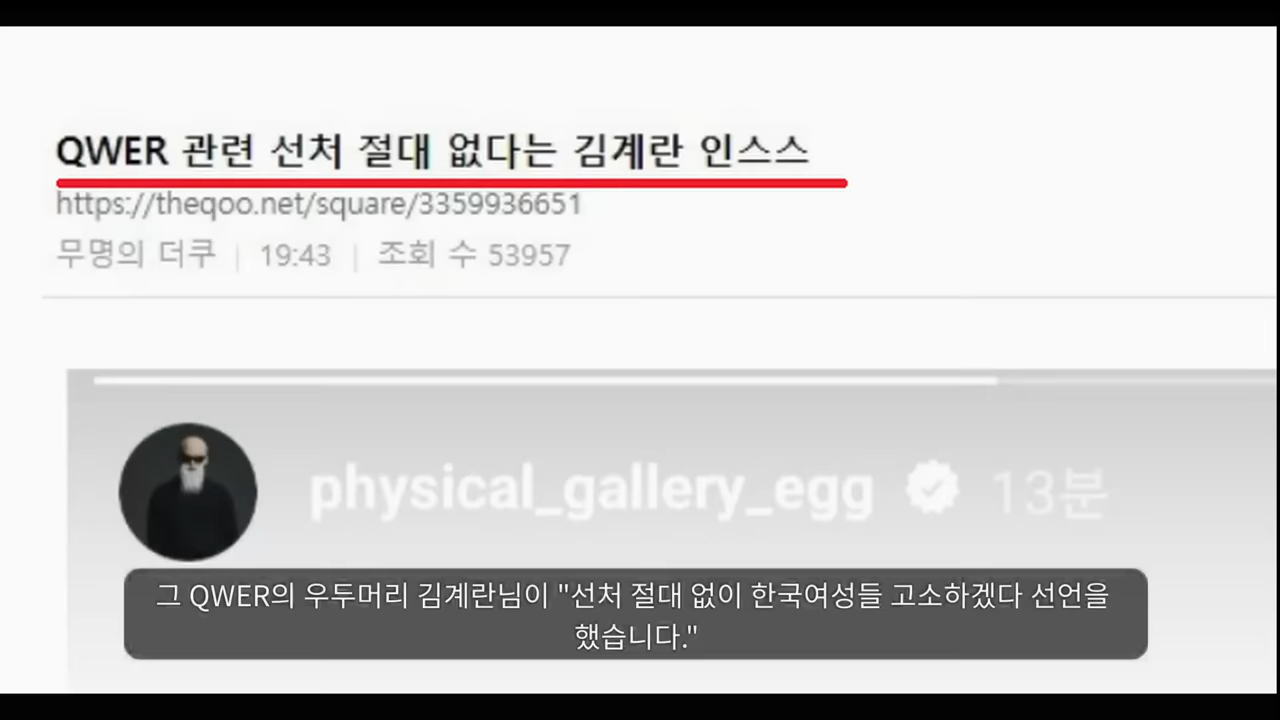 QWER 관련 선처 절대 없다는 김계란 인스스
https://theqoo.net/square/3359936651
무명의 더쿠 | 19:43 | 조회 수 53957
physical_gallery_egg 13분
그 QWER의 우두머리 김계란님이 "선처 절대 없이 한국여성들 고소하겠다 선언을
했습니다."